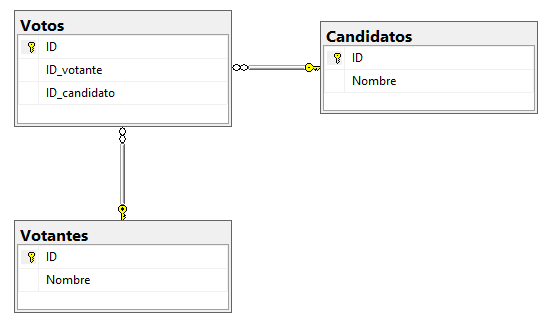 Votos
ID
ID_votante
ID_candidato
Candidatos
ID
Nombre
Votantes
ID
Nombre